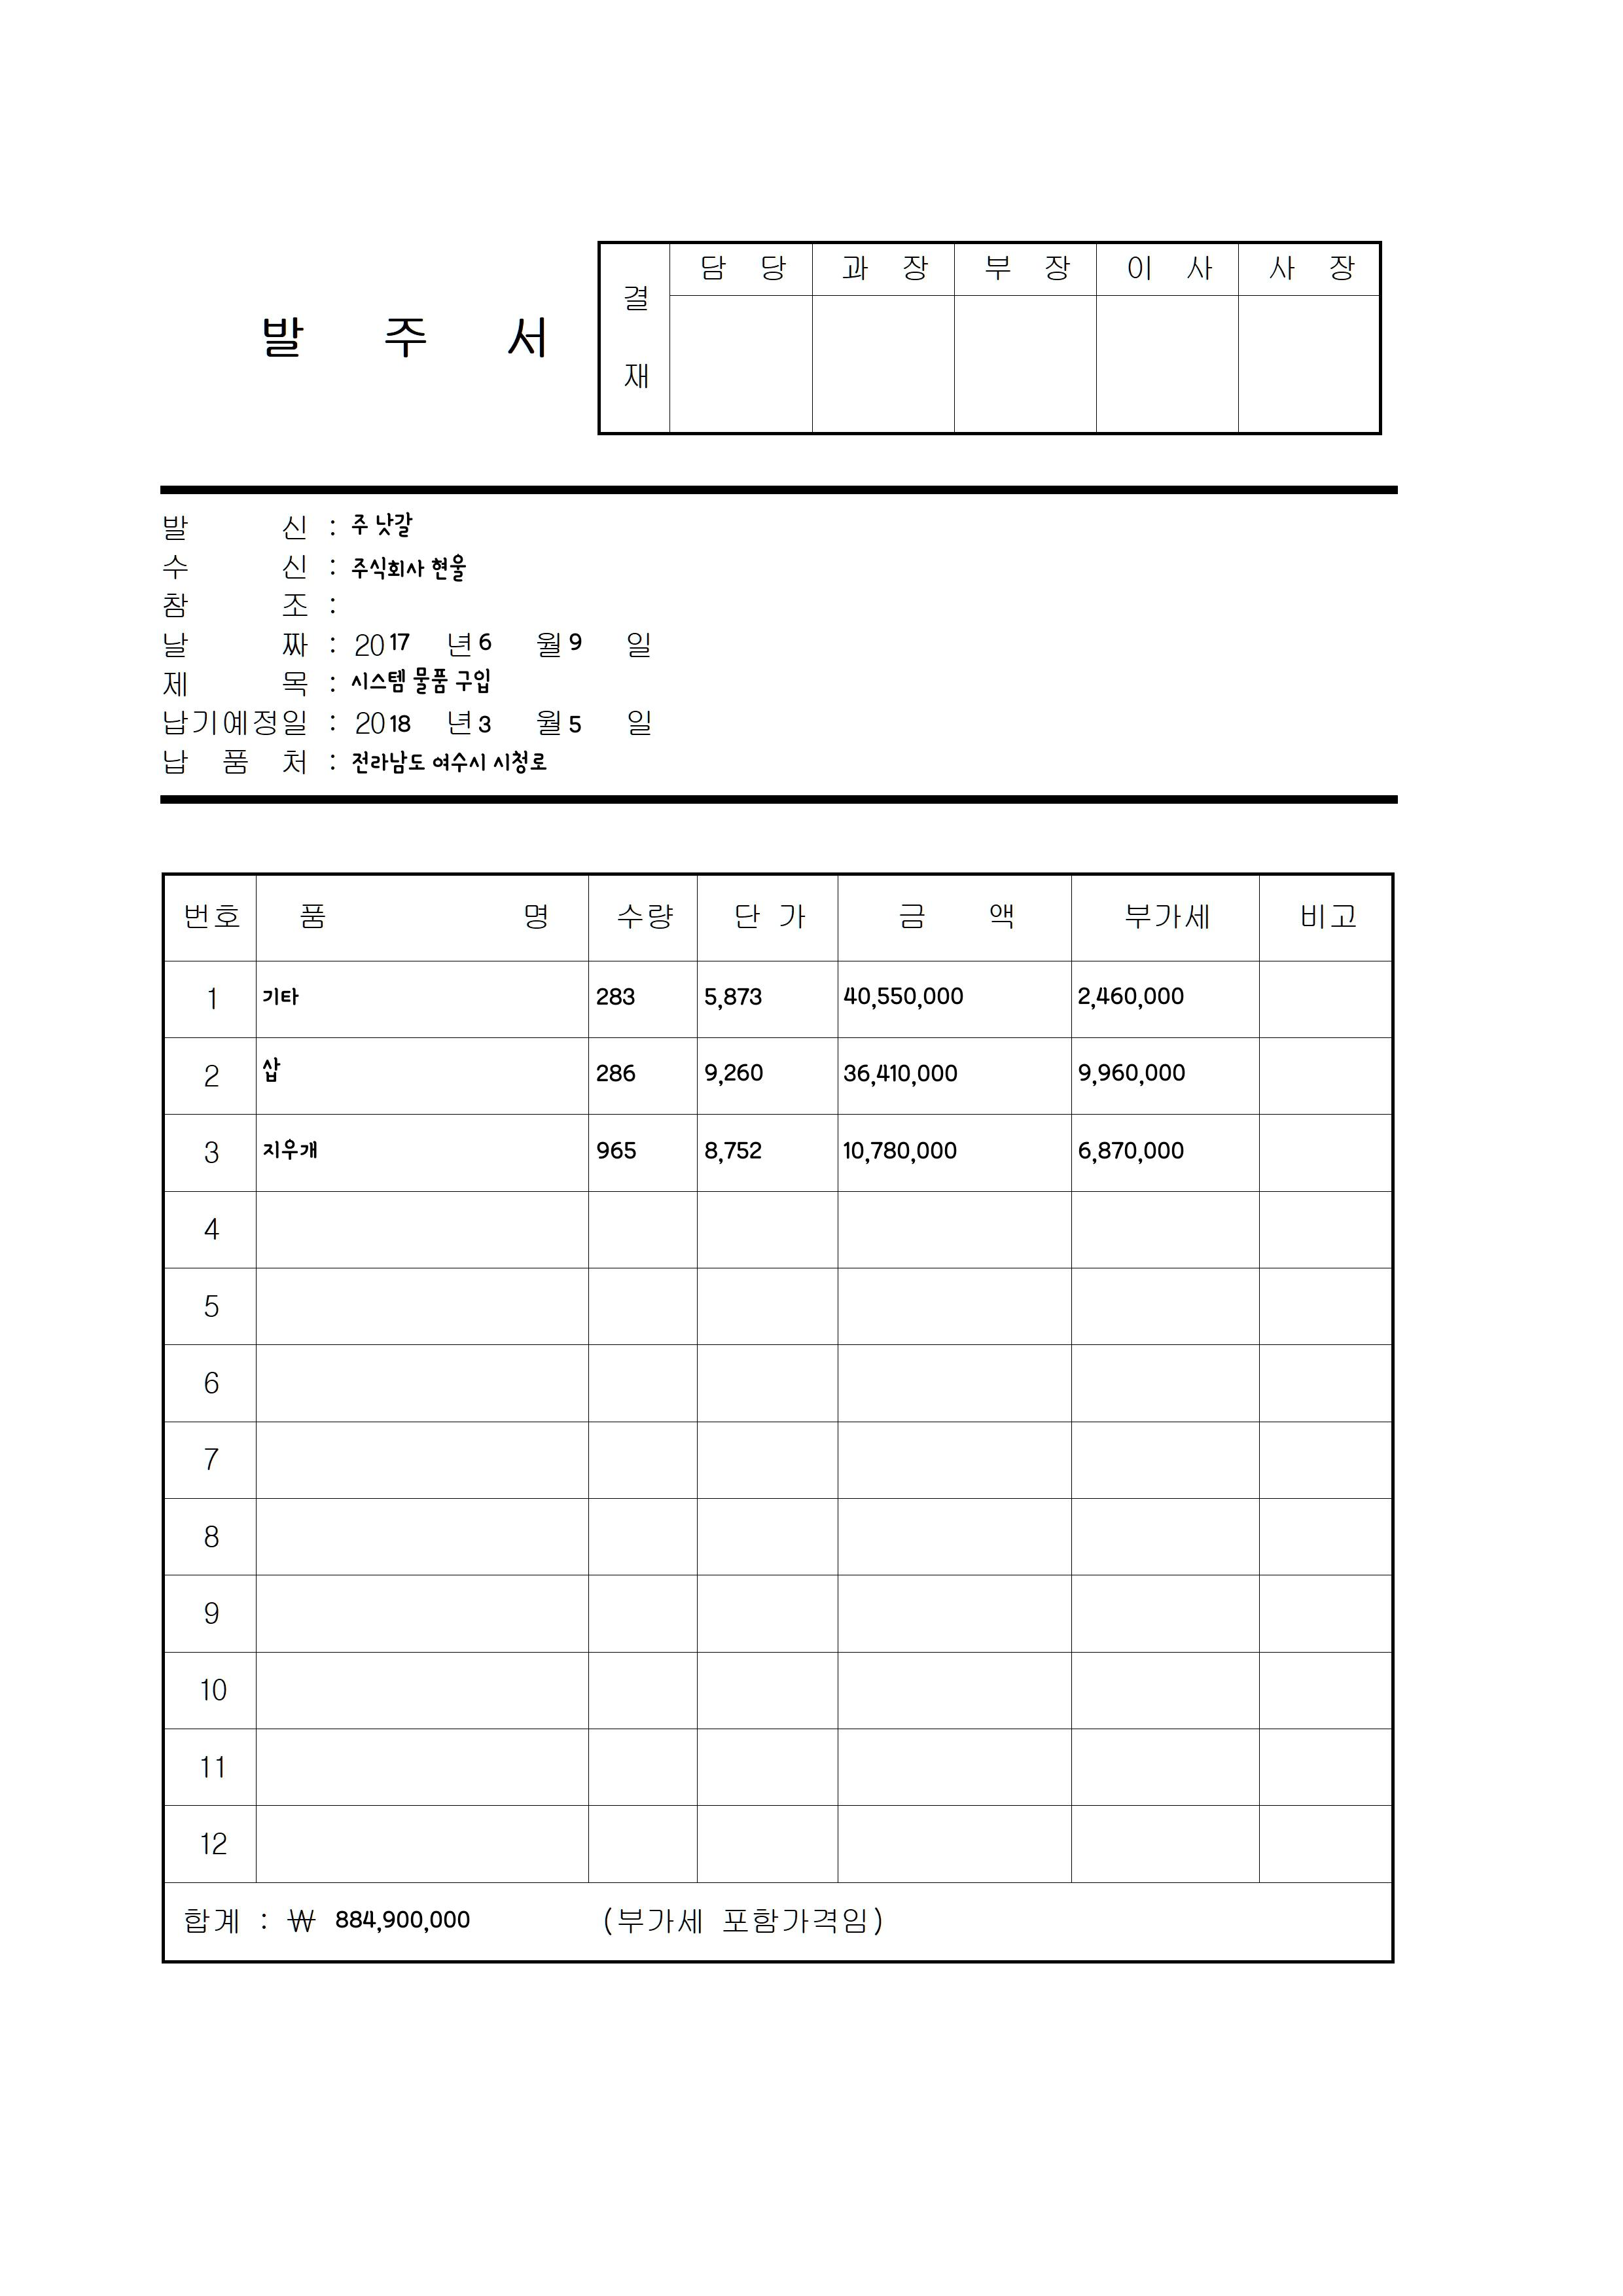 발 주 서
결 재
담 당 과 장 부 장 이 사 사 장
발 신 : 주 낫갈
수 신 : 주식회사 현울
참 조 :
날 짜 : 2017 년 6 월 9 일
제 목 : 시스템 물품 구입
납기예정일 : 2018 년 3 월 5 일
납 품 처 : 전라남도 여수시 시청로
번호 품 명 수량 단 가 금 액 부가세 비고
1 기타 283 5,873 40,550,000 2,460,000
2 삽 286 9,260 36,410,000 9,960,000
3 지우개 965 8,752 10,780,000 6,870,000
4
5
6
7
8
9
10
11
12
합계 : ₩ 884,900,000 (부가세 포함가격임)